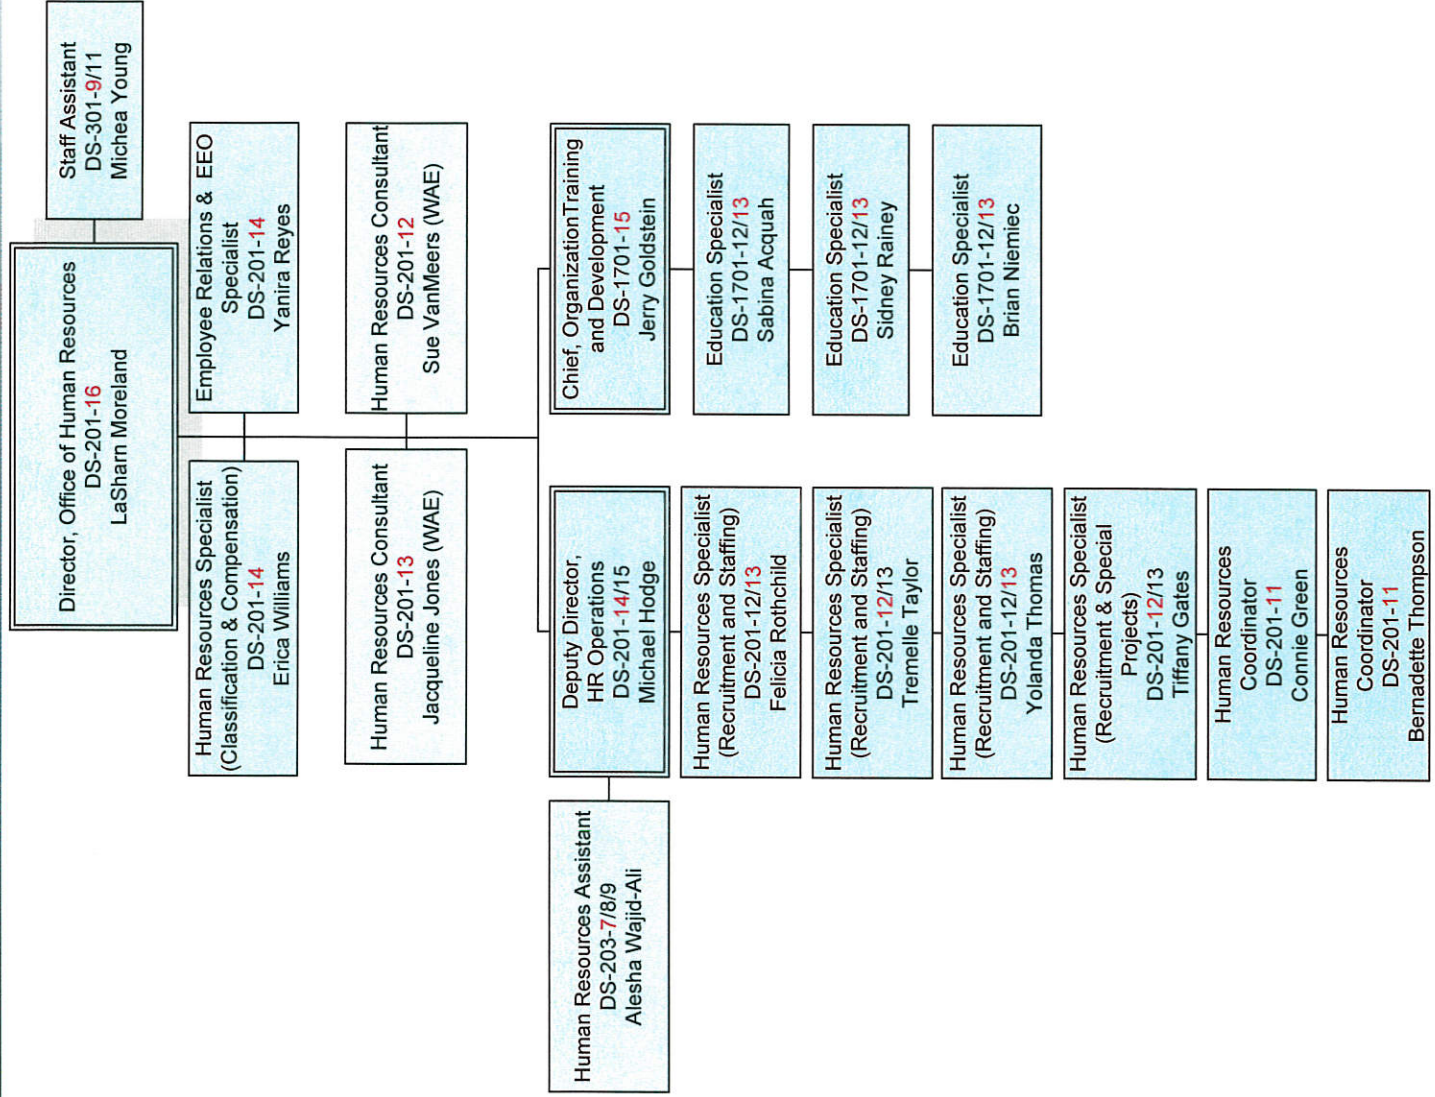 Director, Office of Human Resources
DS-201-16
LaSharn Moreland
Staff Assistant
DS-301-9/11
Michea Young
Human Resources Specialist
(Classification & Compensation)
DS-201-14
Erica Williams
Employee Relations & EEO
Specialist
DS-201-14
Yanira Reyes
Human Resources Consultant
DS-201-13
Jacqueline Jones (WAE)
Human Resources Consultant
DS-201-12
Sue VanMeers (WAE)
Human Resources Assistant
DS-203-7/8/9
Alesha Wajid-Ali
Deputy Director,
HR Operations
DS-201-14/15
Michael Hodge
Human Resources Specialist
(Recruitment and Staffing)
DS-201-12/13
Felicia Rothchild
Human Resources Specialist
(Recruitment and Staffing)
DS-201-12/13
Tremelle Taylor
Human Resources Specialist
(Recruitment and Staffing)
DS-201-12/13
Yolanda Thomas
Human Resources Specialist
(Recruitment & Special
Projects)
DS-201-12/13
Tiffany Gates
Human Resources
Coordinator
DS-201-11
Connie Green
Human Resources
Coordinator
DS-201-11
Bernadette Thompson
Chief, OrganizationTraining
and Development
DS-1701-15
Jerry Goldstein
Education Specialist
DS-1701-12/13
Sabina Acquah
Education Specialist
DS-1701-12/13
Sidney Rainey
Education Specialist
DS-1701-12/13
Brian Niemiec